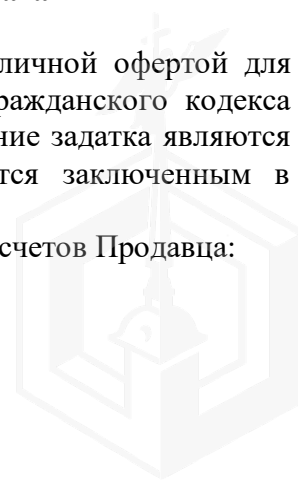 личной офертой для
ражданского кодекса
ние задатка являются
тся заключенным в
счетов Продавца: